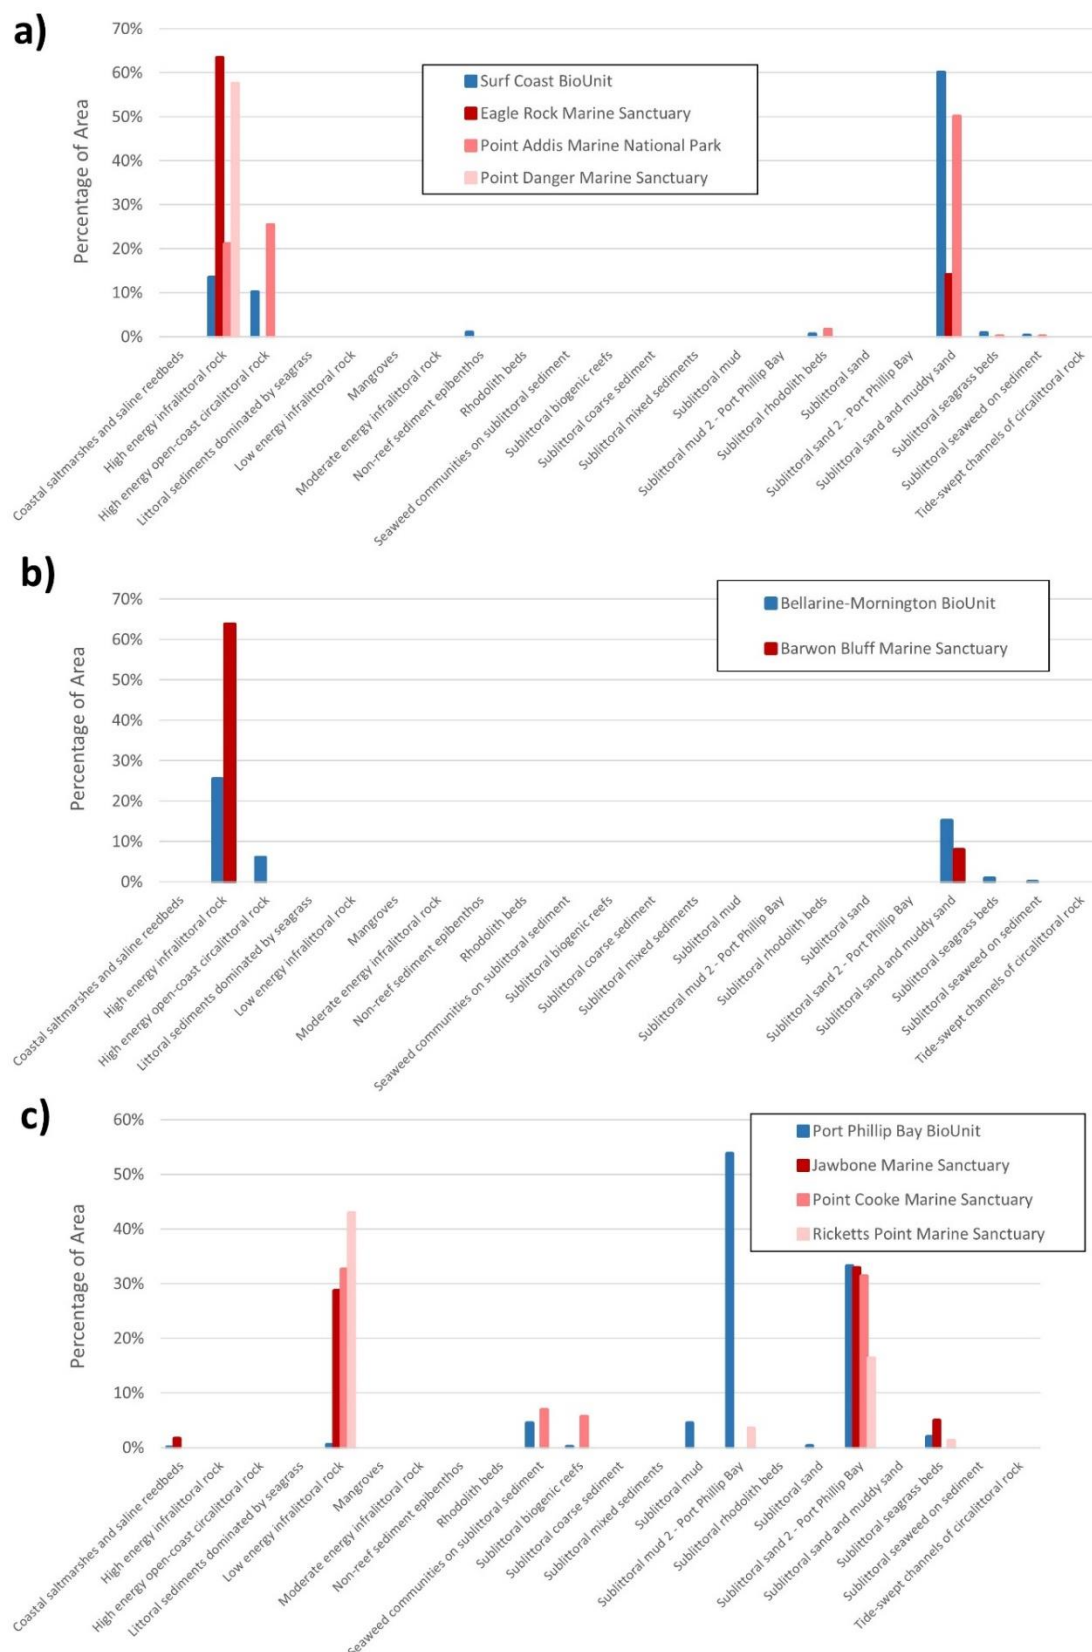 a)
70%
60%
50%
40%
30%
20%
10%
0%
Percentage of Area
Surf Coast BioUnit
Eagle Rock Marine Sanctuary
Point Addis Marine National Park
Point Danger Marine Sanctuary
Coastal saltmarshes and saline reedbeds
High energy infralittoral rock
High energy open-coast circalittoral rock
Littoral sediments dominated by seagrass
Low energy infralittoral rock
Mangroves
Moderate energy infralittoral rock
Non-reef sediment epibenthos
Rhodolith beds
Seaweed communities on sublittoral sediment
Sublittoral biogenic reefs
Sublittoral coarse sediment
Sublittoral mixed sediments
Sublittoral mud
Sublittoral mud 2 - Port Phillip Bay
Sublittoral rhodolith beds
Sublittoral sand
Sublittoral sand 2 - Port Phillip Bay
Sublittoral sand and muddy sand
Sublittoral seagrass beds
Sublittoral seaweed on sediment
Tide-swept channels of circalittoral rock
b)
70%
60%
50%
40%
30%
20%
10%
0%
Percentage of Area
Bellarine-Mornington BioUnit
Barwon Bluff Marine Sanctuary
Coastal saltmarshes and saline reedbeds
High energy infralittoral rock
High energy open-coast circalittoral rock
Littoral sediments dominated by seagrass
Low energy infralittoral rock
Mangroves
Moderate energy infralittoral rock
Non-reef sediment epibenthos
Rhodolith beds
Seaweed communities on sublittoral sediment
Sublittoral biogenic reefs
Sublittoral coarse sediment
Sublittoral mixed sediments
Sublittoral mud
Sublittoral mud 2 - Port Phillip Bay
Sublittoral rhodolith beds
Sublittoral sand
Sublittoral sand 2 - Port Phillip Bay
Sublittoral sand and muddy sand
Sublittoral seagrass beds
Sublittoral seaweed on sediment
Tide-swept channels of circalittoral rock
c)
60%
50%
40%
30%
20%
10%
0%
Percentage of Area
Port Phillip Bay BioUnit
Jawbone Marine Sanctuary
Point Cooke Marine Sanctuary
Ricketts Point Marine Sanctuary
Coastal saltmarshes and saline reedbeds
High energy infralittoral rock
High energy open-coast circalittoral rock
Littoral sediments dominated by seagrass
Low energy infralittoral rock
Mangroves
Moderate energy infralittoral rock
Non-reef sediment epibenthos
Rhodolith beds
Seaweed communities on sublittoral sediment
Sublittoral biogenic reefs
Sublittoral coarse sediment
Sublittoral mixed sediments
Sublittoral mud
Sublittoral mud 2 - Port Phillip Bay
Sublittoral rhodolith beds
Sublittoral sand
Sublittoral sand 2 - Port Phillip Bay
Sublittoral sand and muddy sand
Sublittoral seagrass beds
Sublittoral seaweed on sediment
Tide-swept channels of circalittoral rock